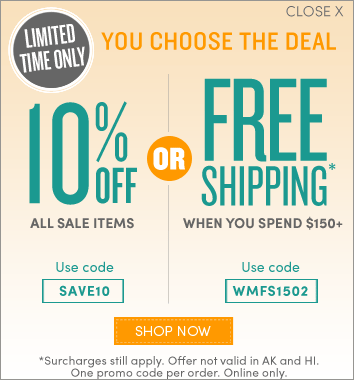 CLOSE X
LIMITED
TIME ONLY
YOU CHOOSE THE DEAL
10% OFF
ALL SALE ITEMS
Use code
SAVE10
OR
FREE
SHIPPING*
WHEN YOU SPEND $150+
Use code
WMFS1502
SHOP NOW
*Surcharges still apply. Offer not valid in AK and HI.
One promo code per order. Online only.